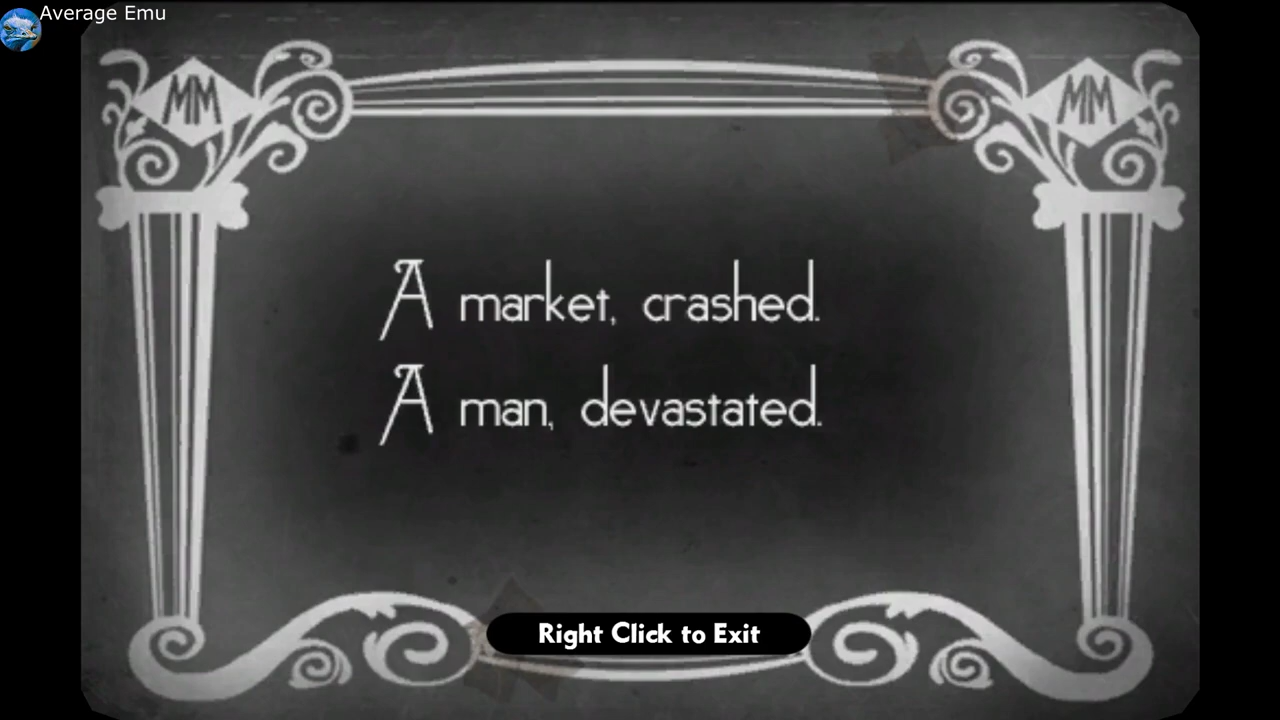 Average Emu
MM
MM
A market, crashed.
A man, devastated.
Right Click to Exit